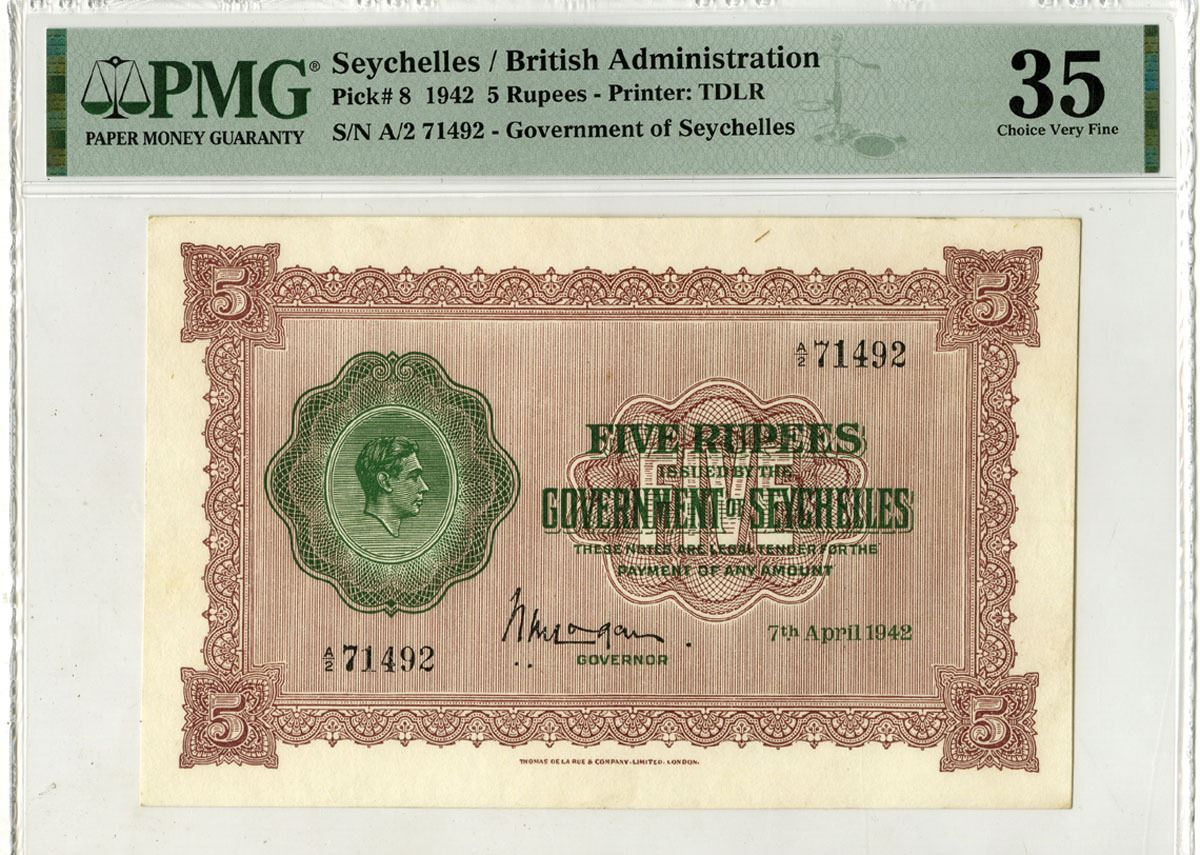 PMG®
PAPER MONEY GUARANTY
Seychelles / British Administration
Pick# 8 1942 5 Rupees - Printer: TDLR
S/N A/2 71492 - Government of Seychelles
35
Choice Very Fine
5
5
A/2 71492
FIVE
FIVE RUPEES
ISSUED BY THE
GOVERNMENT OF SEYCHELLES
THESE NOTES ARE LEGAL TENDER FOR THE
PAYMENT OF ANY AMOUNT
7th April 1942
GOVERNOR
A/2 71492
5
5
THOMAS DE LA RUE & COMPANY, LIMITED, LONDON.